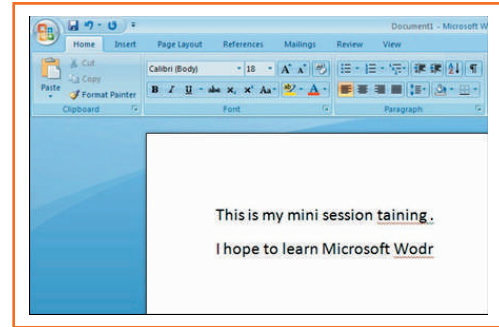 Document1 - Microsoft W
Home Insert Page Layout References Mailings Review View
Cut
Copy
Format Painter
Paste
Calibri (Body) 18 A A
B I U abe x, x² Aa A
Clipboard Font Paragraph
This is my mini session taining .
I hope to learn Microsoft Wodr